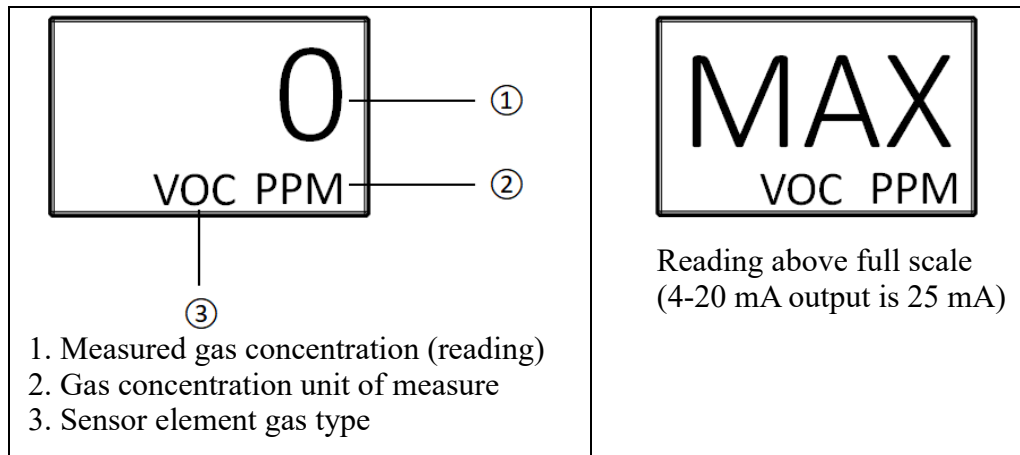 0
①
VOC PPM
②
③
1. Measured gas concentration (reading)
2. Gas concentration unit of measure
3. Sensor element gas type
MAX
VOC PPM
Reading above full scale
(4-20 mA output is 25 mA)